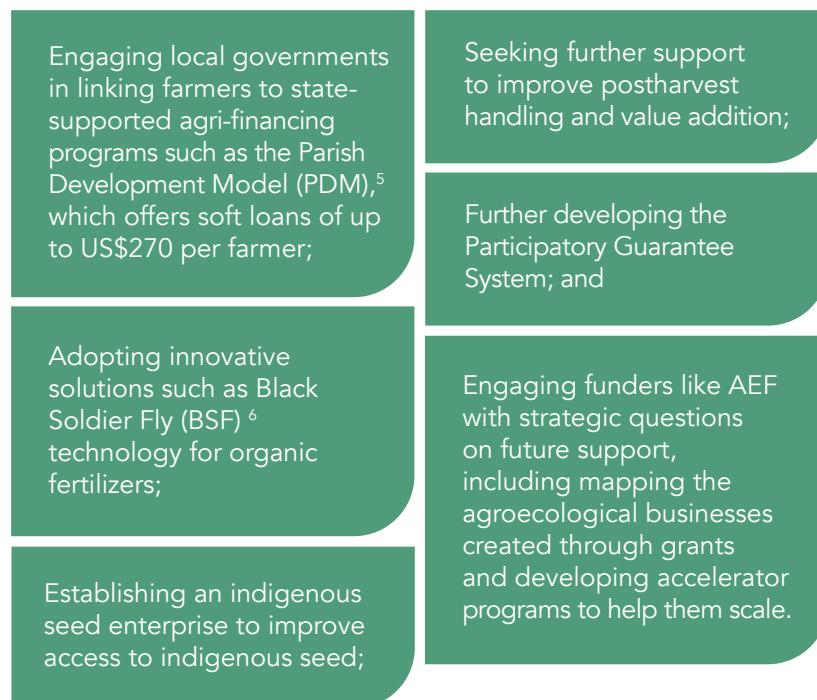 Engaging local governments
in linking farmers to state-
supported agri-financing
programs such as the Parish
Development Model (PDM),⁵
which offers soft loans of up
to US$270 per farmer;
Adopting innovative
solutions such as Black
Soldier Fly (BSF) ⁶
technology for organic
fertilizers;
Establishing an indigenous
seed enterprise to improve
access to indigenous seed;
Seeking further support
to improve postharvest
handling and value addition;
Further developing the
Participatory Guarantee
System; and
Engaging funders like AEF
with strategic questions
on future support,
including mapping the
agroecological businesses
created through grants
and developing accelerator
programs to help them scale.